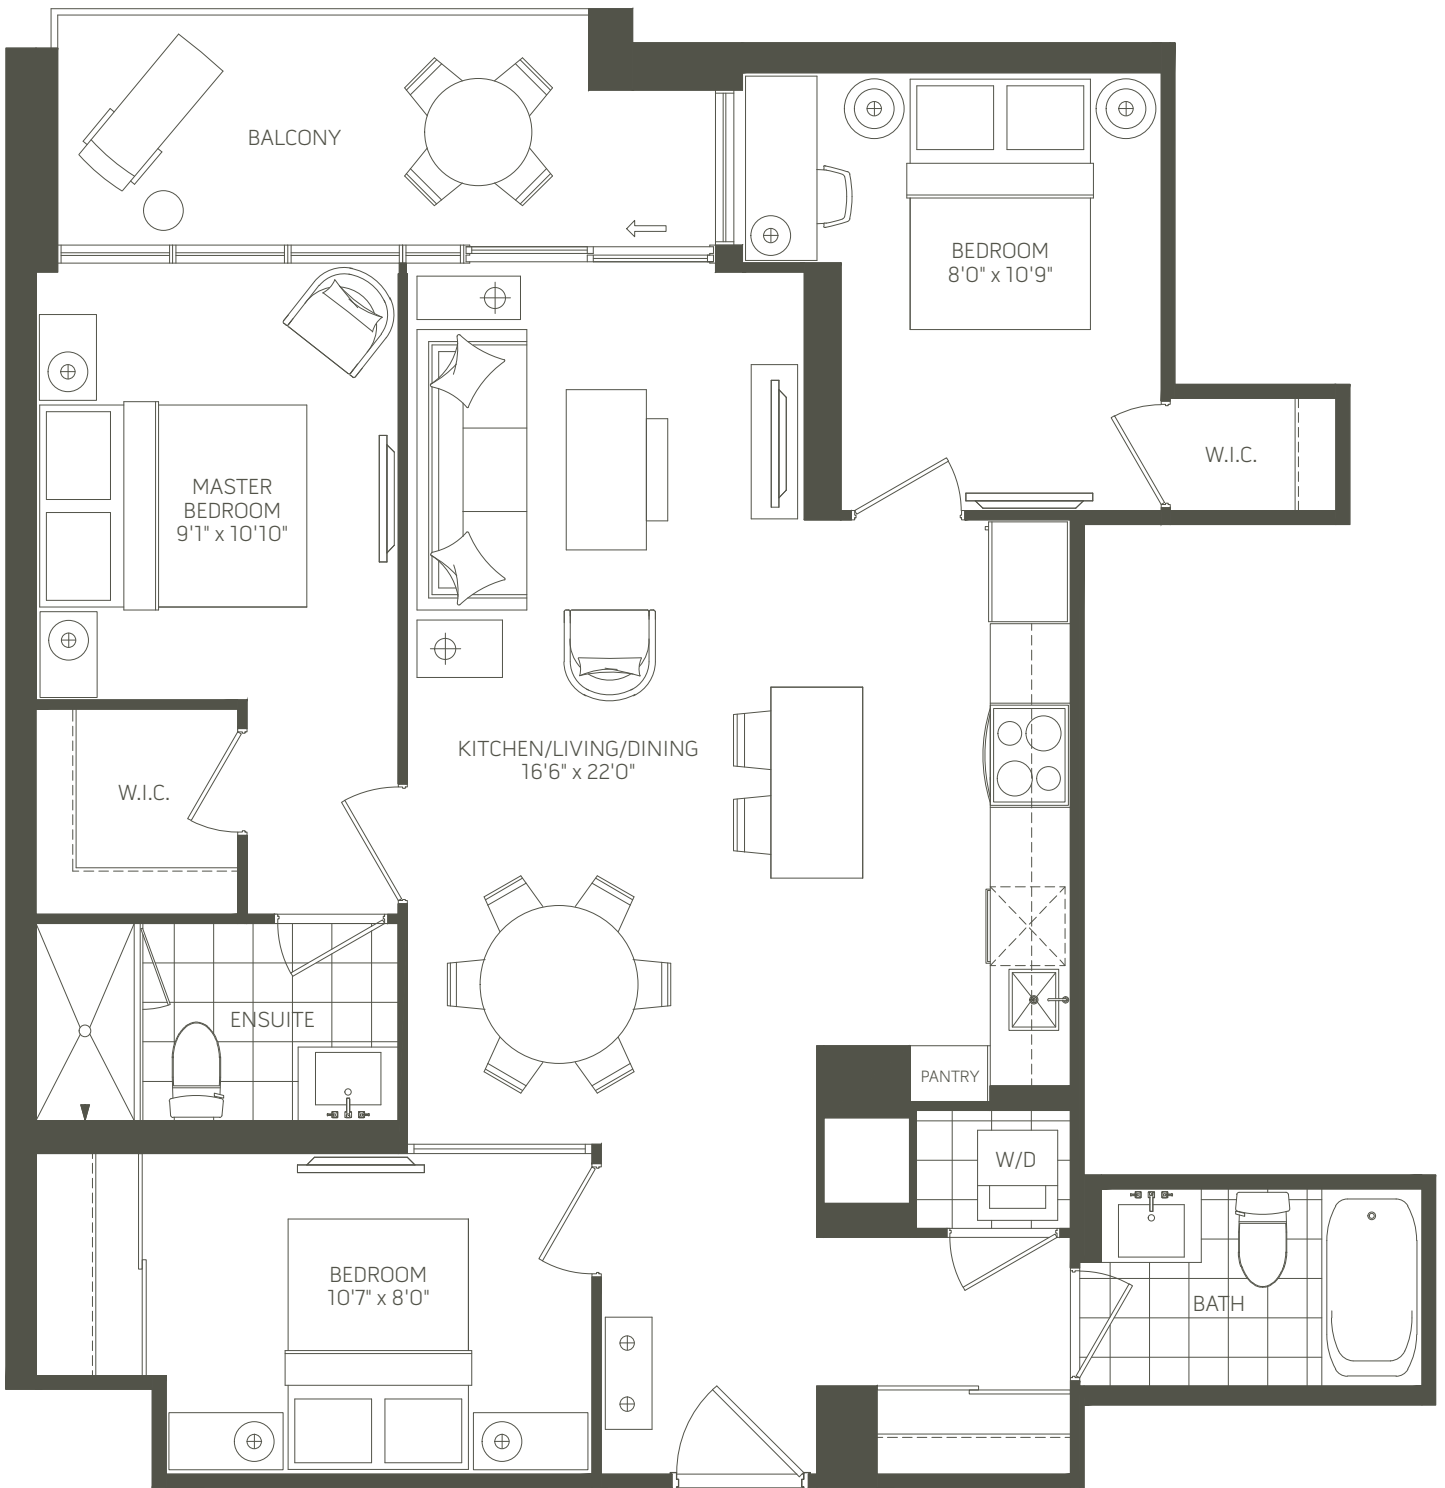 BALCONY
BEDROOM
8'0" x 10'9"
W.I.C.
MASTER
BEDROOM
9'1" x 10'10"
KITCHEN/LIVING/DINING
16'6" x 22'0"
W.I.C.
ENSUITE
PANTRY
W/D
BEDROOM
10'7" x 8'0"
BATH